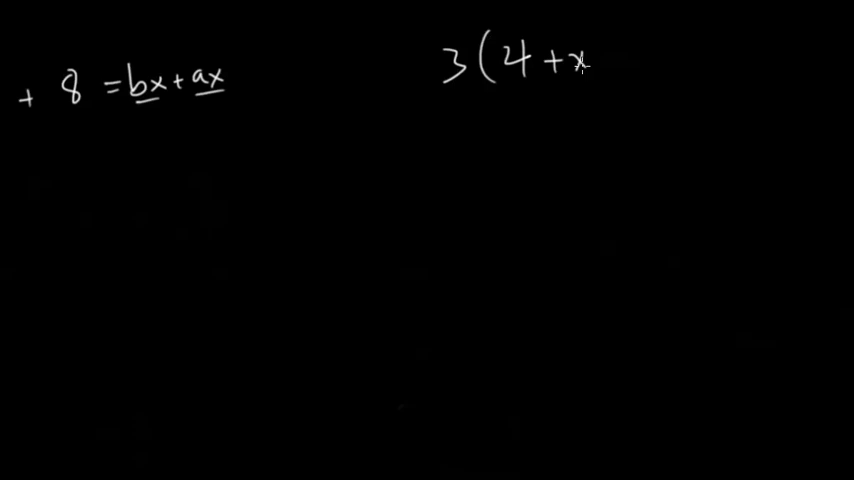 + 8 = bx + ax
3(4 + x